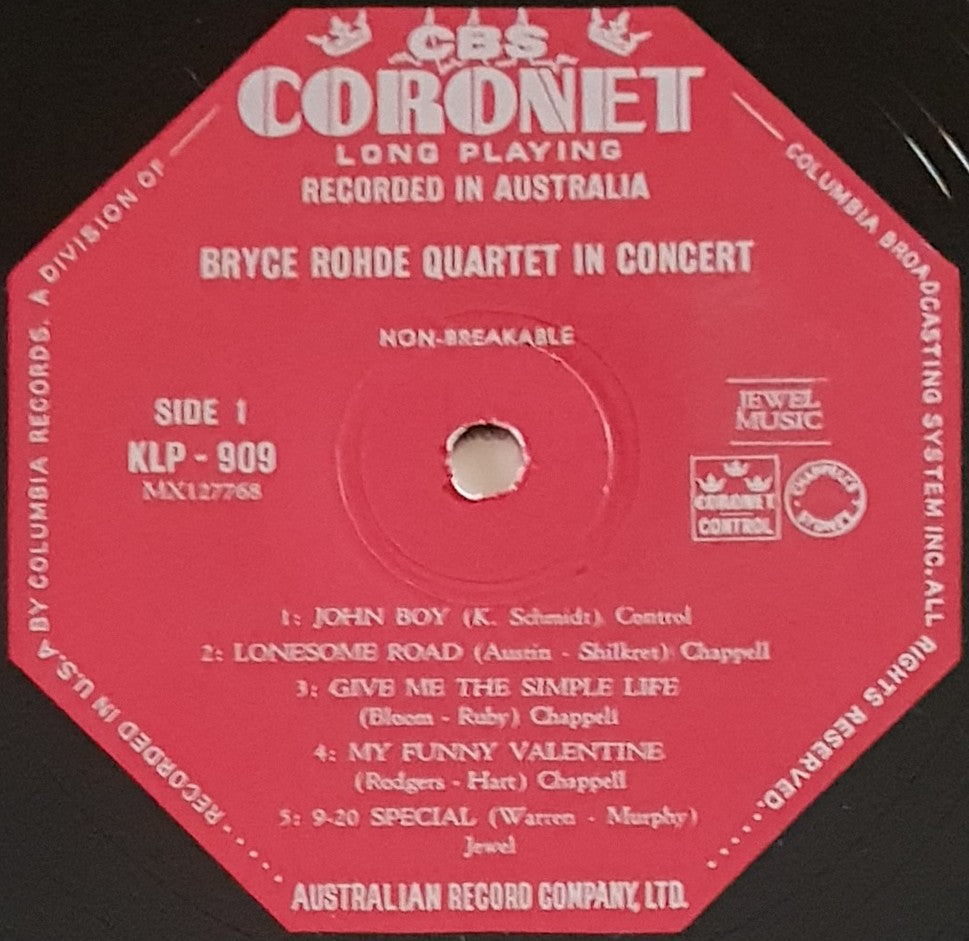 CBS
CORONET
LONG PLAYING
RECORDED IN AUSTRALIA
BRYCE ROHDE QUARTET IN CONCERT
NON-BREAKABLE
SIDE 1
KLP - 909
MX127768
JEWEL
MUSIC
CORONET
CONTROL
CHAPPELL'S
SYDNEY
1: JOHN BOY (K. Schmidt) Control
2: LONESOME ROAD (Austin - Shilkret) Chappell
3: GIVE ME THE SIMPLE LIFE
(Bloom - Ruby) Chappell
4: MY FUNNY VALENTINE
(Rodgers - Hart) Chappell
5: 9-20 SPECIAL (Warren - Murphy)
Jewel
AUSTRALIAN RECORD COMPANY, LTD.
.....RECORDED IN U.S.A BY COLUMBIA RECORDS. A DIVISION OF — COLUMBIA BROADCASTING SYSTEM INC. ALL RIGHTS RESERVED......